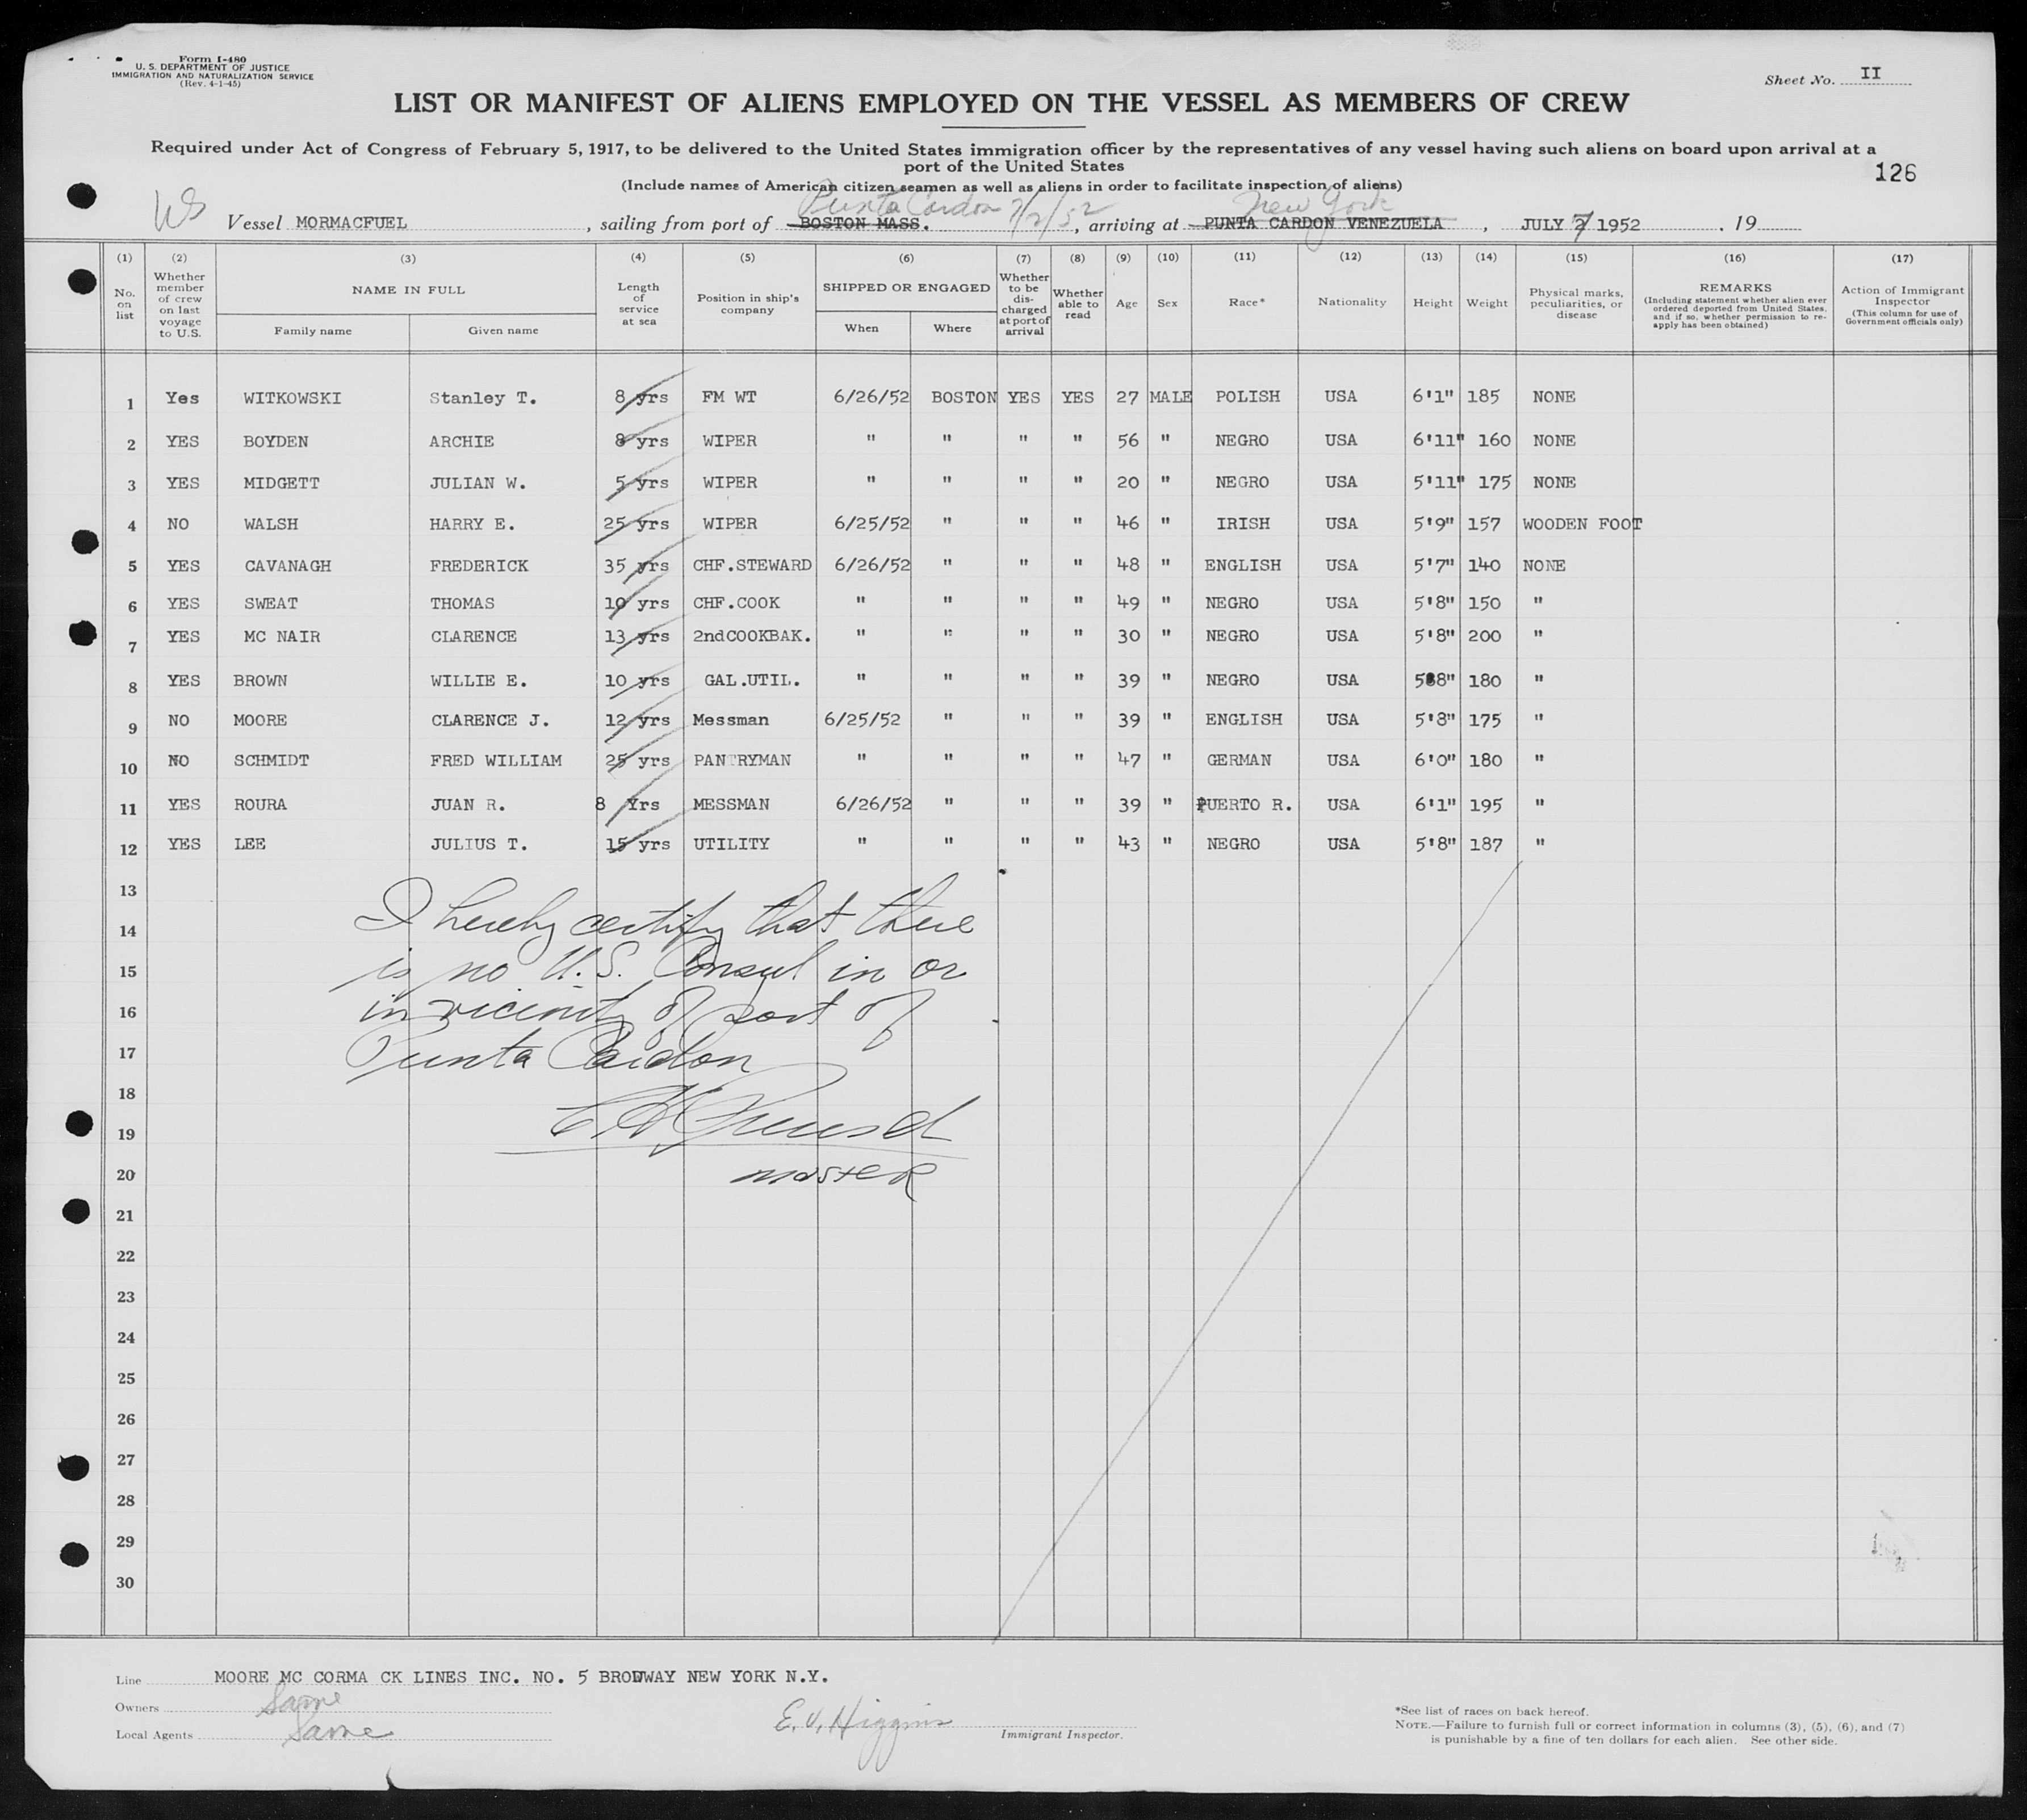 Form I-480
U. S. DEPARTMENT OF JUSTICE
IMMIGRATION AND NATURALIZATION SERVICE
(Rev. 4-1-45)
Sheet No. II
LIST OR MANIFEST OF ALIENS EMPLOYED ON THE VESSEL AS MEMBERS OF CREW
Required under Act of Congress of February 5, 1917, to be delivered to the United States immigration officer by the representatives of any vessel having such aliens on board upon arrival at a
port of the United States
126
(Include names of American citizen seamen as well as aliens in order to facilitate inspection of aliens)
Punta Cardon 7/2/52 New York
Vessel MORMACFUEL, sailing from port of BOSTON MASS., arriving at PUNTA CARDON VENEZUELA, JULY 7 1952. 19
(1) (2) (3) (4) (5) (6) (7) (8) (9) (10) (11) (12) (13) (14) (15) (16) (17)
No. on list
Whether member of crew on last voyage to U.S.
NAME IN FULL
Family name Given name
Length of service at sea
Position in ship's company
SHIPPED OR ENGAGED
When Where
Whether to be discharged at port of arrival
Whether able to read
Age Sex Race* Nationality Height Weight
Physical marks, peculiarities, or disease
REMARKS
(Including statement whether alien ever ordered deported from United States, and if so, whether permission to re-apply has been obtained)
Action of Immigrant Inspector
(This column for use of Government officials only)
1 Yes WITKOWSKI Stanley T. 8 yrs FM WT 6/26/52 BOSTON YES YES 27 MALE POLISH USA 6'1" 185 NONE
2 YES BOYDEN ARCHIE 8 yrs WIPER " " " " 56 " NEGRO USA 6'11" 160 NONE
3 YES MIDGETT JULIAN W. 5 yrs WIPER " " " " 20 " NEGRO USA 5'11" 175 NONE
4 NO WALSH HARRY E. 25 yrs WIPER 6/25/52 " " " 46 " IRISH USA 5'9" 157 WOODEN FOOT
5 YES CAVANAGH FREDERICK 35 yrs CHF.STEWARD 6/26/52 " " " 48 " ENGLISH USA 5'7" 140 NONE
6 YES SWEAT THOMAS 10 yrs CHF.COOK " " " " 49 " NEGRO USA 5'8" 150 "
7 YES MC NAIR CLARENCE 13 yrs 2ndCOOKBAK. " " " " 30 " NEGRO USA 5'8" 200 "
8 YES BROWN WILLIE E. 10 yrs GAL.UTIL. " " " " 39 " NEGRO USA 5'8" 180 "
9 NO MOORE CLARENCE J. 12 yrs Messman 6/25/52 " " " 39 " ENGLISH USA 5'8" 175 "
10 NO SCHMIDT FRED WILLIAM 25 yrs PANTRYMAN " " " " 47 " GERMAN USA 6'0" 180 "
11 YES ROURA JUAN R. 8 Yrs MESSMAN 6/26/52 " " " 39 " PUERTO R. USA 6'1" 195 "
12 YES LEE JULIUS T. 15 yrs UTILITY " " " " 43 " NEGRO USA 5'8" 187 "
13
14
15
16
17
18
19
20
21
22
23
24
25
26
27
28
29
30
I hereby certify that there
is no U.S. Consul in or
in vicinity of port of
Punta Cardon
MASTER
Line MOORE MC CORMA CK LINES INC. NO. 5 BRODWAY NEW YORK N.Y.
Owners Same
Local Agents Same
E. V. Higgins
Immigrant Inspector.
*See list of races on back hereof.
NOTE.—Failure to furnish full or correct information in columns (3), (5), (6), and (7)
is punishable by a fine of ten dollars for each alien. See other side.